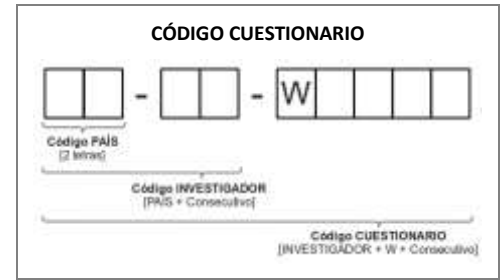 CÓDIGO CUESTIONARIO
- - W
Código PAÍS
[2 letras]
Código INVESTIGADOR
[PAÍS + Consecutivo]
Código CUESTIONARIO
[INVESTIGADOR + W + Consecutivo]